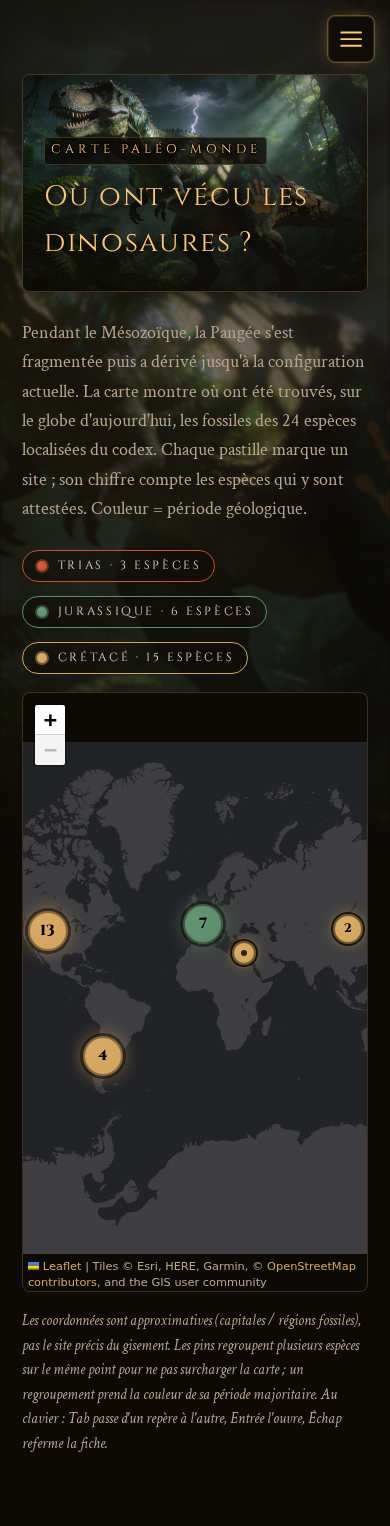 CARTE PALÉO-MONDE
Où ont vécu les
dinosaures ?
Pendant le Mésozoïque, la Pangée s'est
fragmentée puis a dérivé jusqu'à la configuration
actuelle. La carte montre où ont été trouvés, sur
le globe d'aujourd'hui, les fossiles des 24 espèces
localisées du codex. Chaque pastille marque un
site ; son chiffre compte les espèces qui y sont
attestées. Couleur = période géologique.
TRIAS · 3 ESPÈCES
JURASSIQUE · 6 ESPÈCES
CRÉTACÉ · 15 ESPÈCES
+
−
13
7
2
4
Leaflet | Tiles © Esri, HERE, Garmin, © OpenStreetMap
contributors, and the GIS user community
Les coordonnées sont approximatives (capitales / régions fossiles),
pas le site précis du gisement. Les pins regroupent plusieurs espèces
sur le même point pour ne pas surcharger la carte ; un
regroupement prend la couleur de sa période majoritaire. Au
clavier : Tab passe d'un repère à l'autre, Entrée l'ouvre, Échap
referme la fiche.